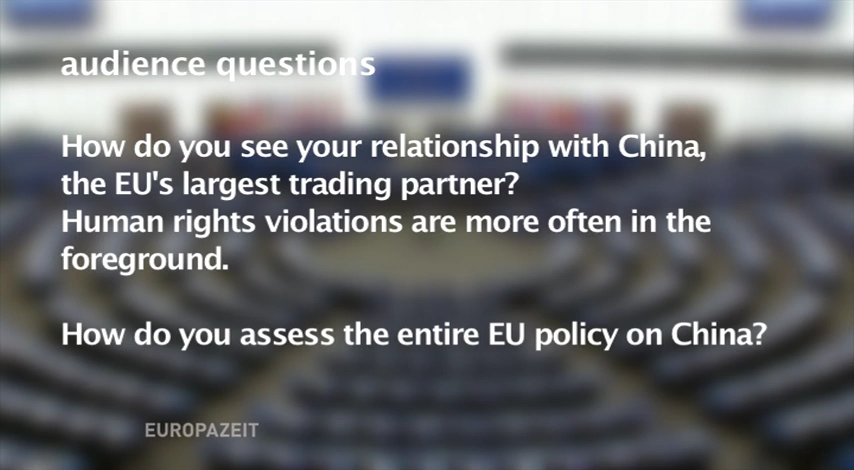 audience questions
How do you see your relationship with China,
the EU's largest trading partner?
Human rights violations are more often in the
foreground.
How do you assess the entire EU policy on China?
EUROPAZEIT